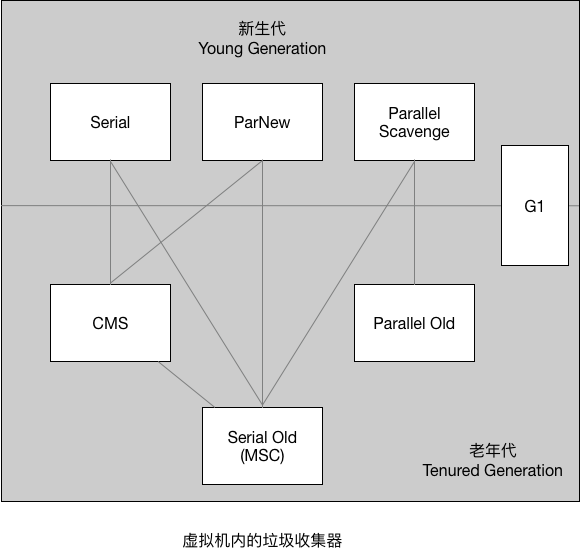 新生代
Young Generation
Serial
ParNew
Parallel
Scavenge
G1
CMS
Parallel Old
Serial Old
(MSC)
老年代
Tenured Generation
虚拟机内的垃圾收集器